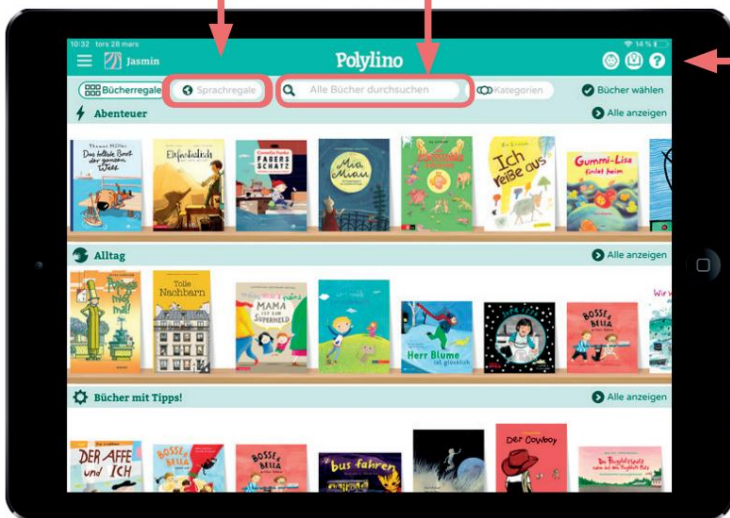 10:32 tors 28 mars
14 %
Jasmin
Polylino
Bücherregale
Sprachregale
Alle Bücher durchsuchen
Kategorien
Bücher wählen
Abenteuer
Alle anzeigen
Thomas Müller
Das tollste Boot der ganzen Welt
Cornelia Funke
FABERS SCHATZ
Mia Miau
Ich reiße aus
Gummi-Lisa
findet heim
Alltag
Alle anzeigen
Tolle Nachbarn
MAMA
IST EIN SUPERHELD
Herr Blume
ist glücklich
BOSSE & BELLA
Bücher mit Tipps!
Alle anzeigen
DER AFFE
und ICH
BOSSE & BELLA
BOSSE & BELLA
bus fahren
DER COWBOY